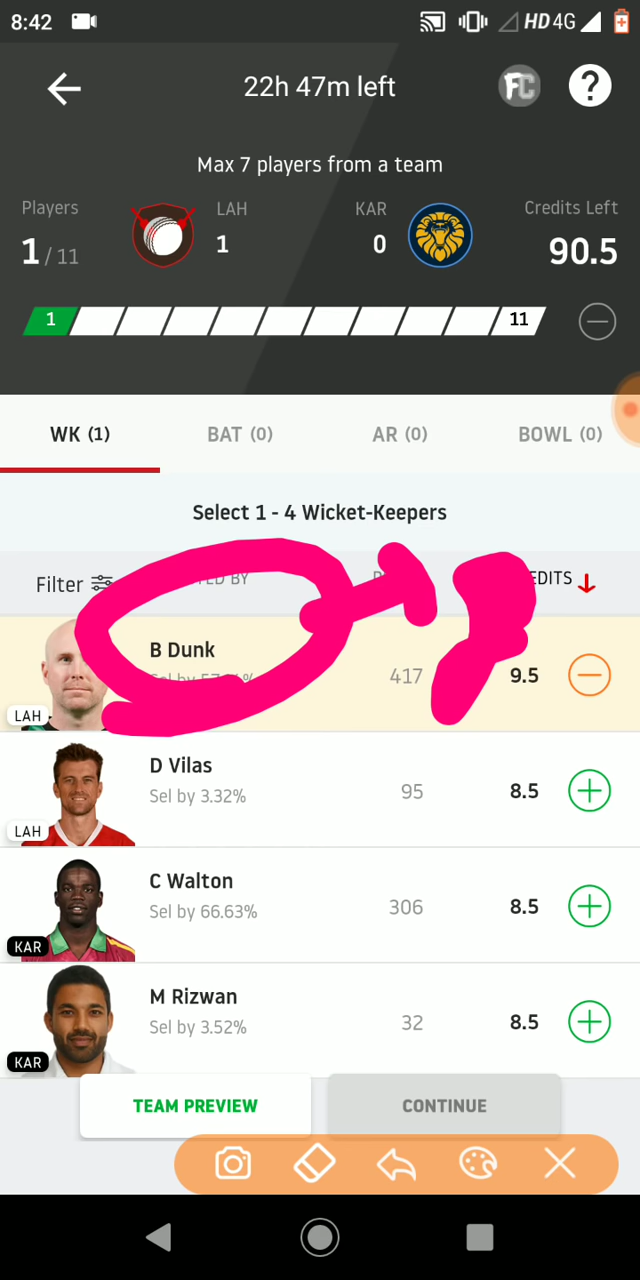 8:42 HD 4G
22h 47m left FC ?
Max 7 players from a team
Players LAH KAR Credits Left
1 / 11 1 0 90.5
1 11
WK (1) BAT (0) AR (0) BOWL (0)
Select 1 - 4 Wicket-Keepers
Filter BY
B Dunk
417 9.5
LAH
D Vilas
Sel by 3.32% 95 8.5
LAH
C Walton
Sel by 66.63% 306 8.5
KAR
M Rizwan
Sel by 3.52% 32 8.5
KAR
TEAM PREVIEW CONTINUE